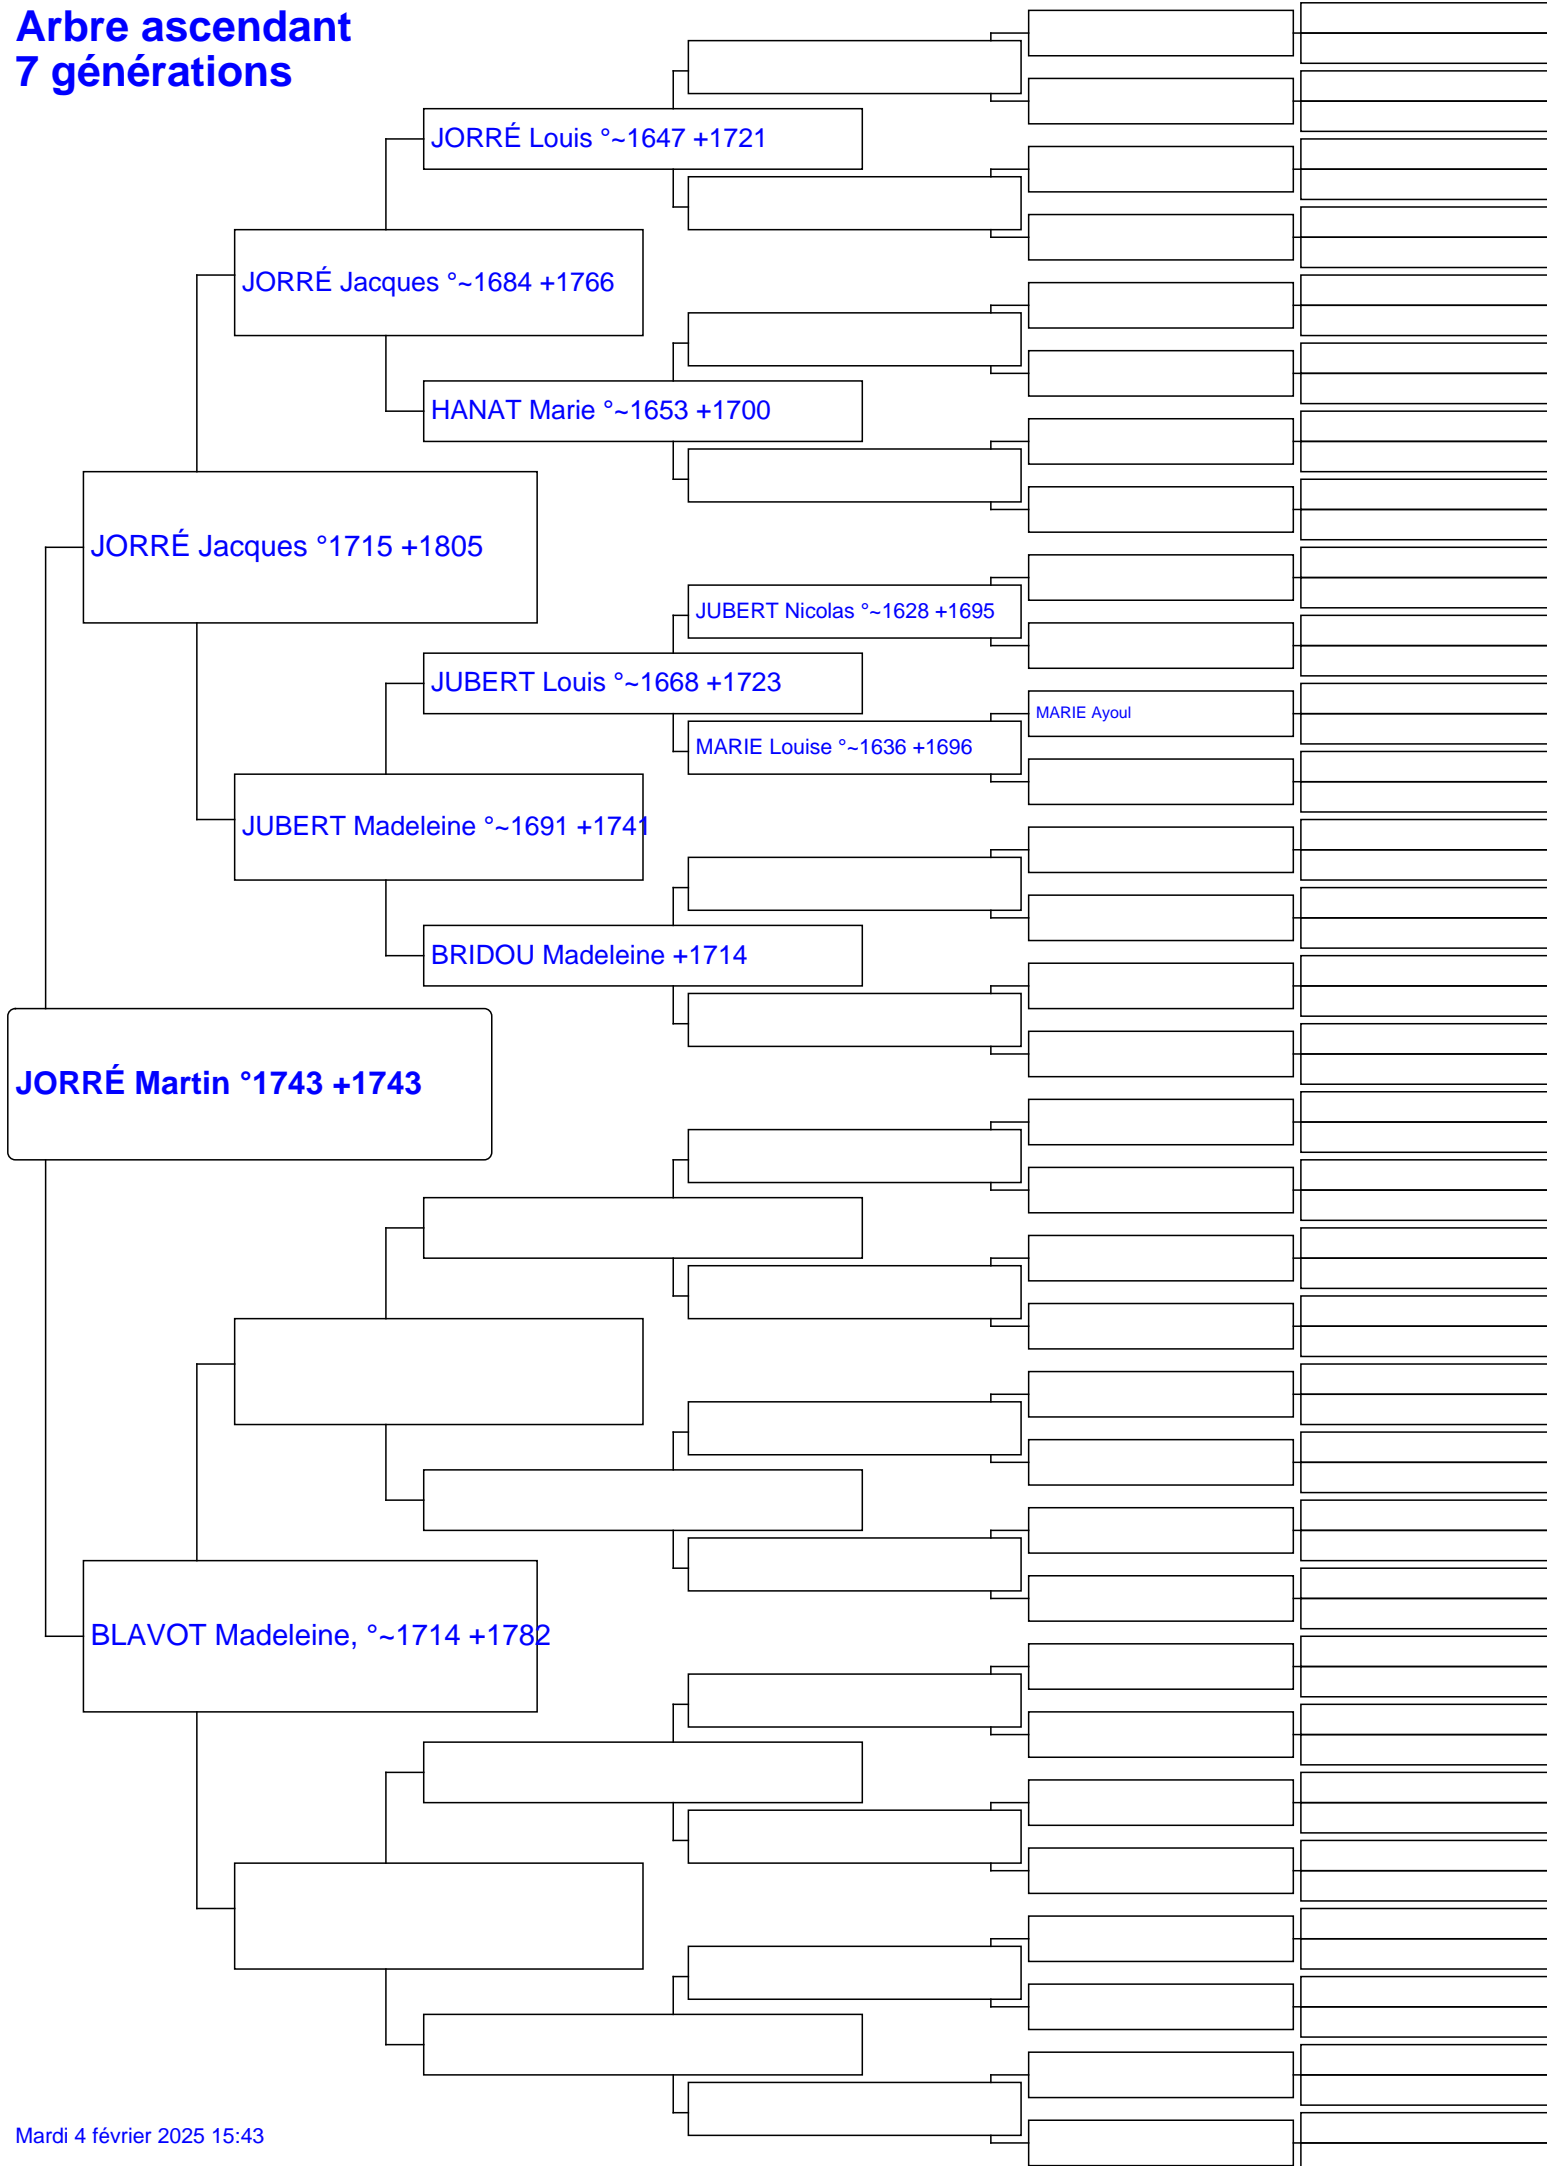 Arbre ascendant
7 générations
JORRÉ Louis °~1647 +1721
JORRÉ Jacques °~1684 +1766
HANAT Marie °~1653 +1700
JORRÉ Jacques °1715 +1805
JUBERT Nicolas °~1628 +1695
JUBERT Louis °~1668 +1723
MARIE Ayoul
MARIE Louise °~1636 +1696
JUBERT Madeleine °~1691 +1741
BRIDOU Madeleine +1714
JORRÉ Martin °1743 +1743
BLAVOT Madeleine, °~1714 +1782
Mardi 4 février 2025 15:43